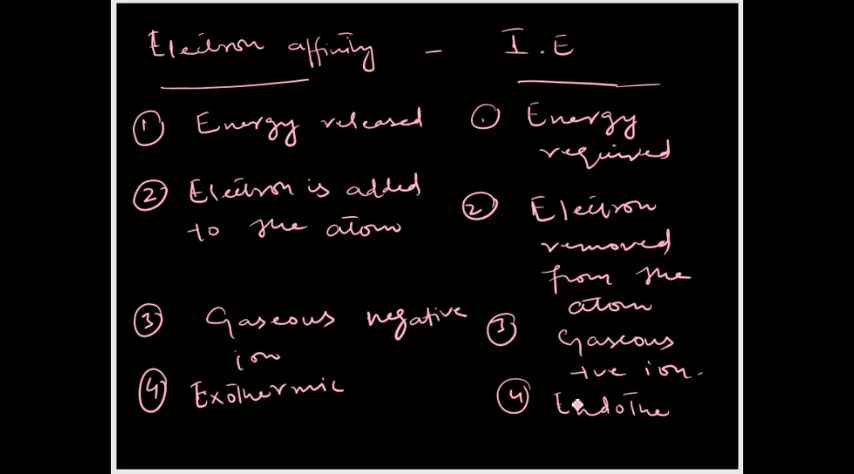 Electron affinity - I.E
① Energy released
② Electron is added
to the atom
③ Gaseous negative
ion
④ Exothermic
① Energy
required
② Electron
removed
from the
atom
③ Gaseous
+ve ion.
④ Endothe